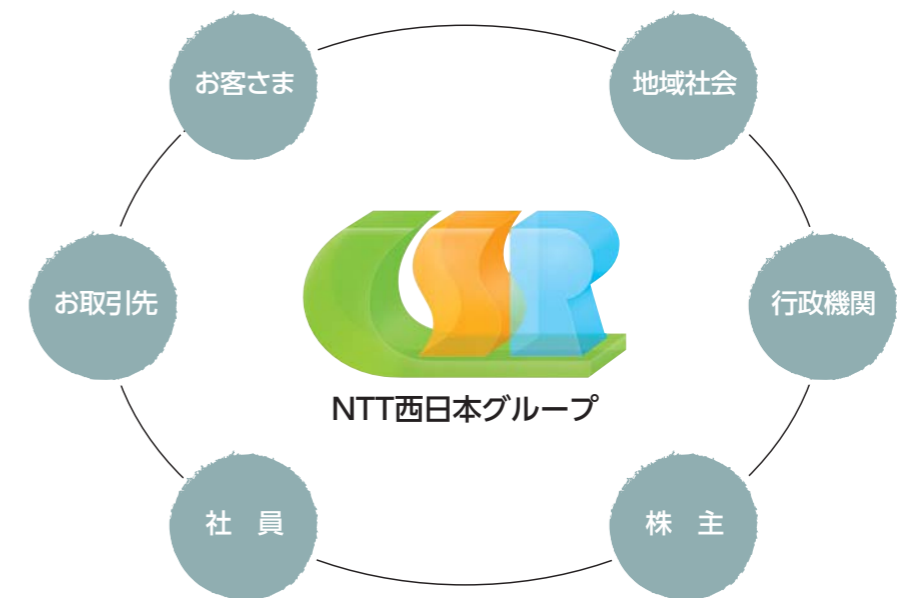 お客さま
地域社会
お取引先
CSR
行政機関
NTT西日本グループ
社　員
株　主